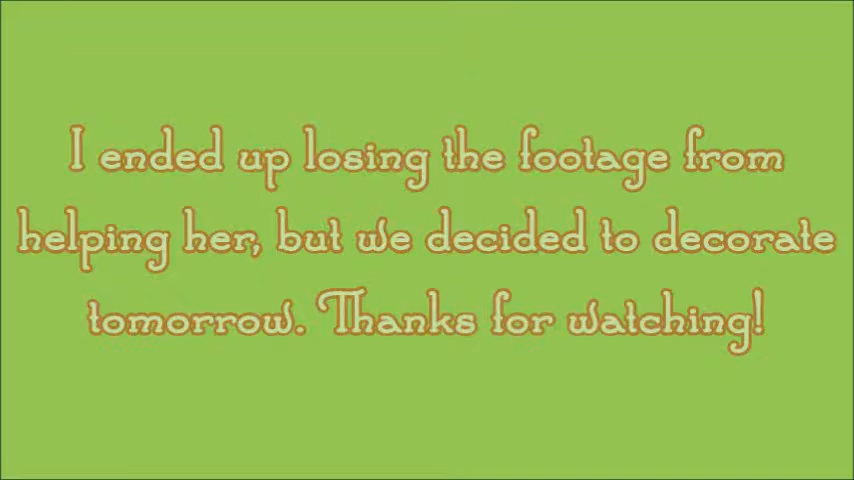 I ended up losing the footage from
helping her, but we decided to decorate
tomorrow. Thanks for watching!